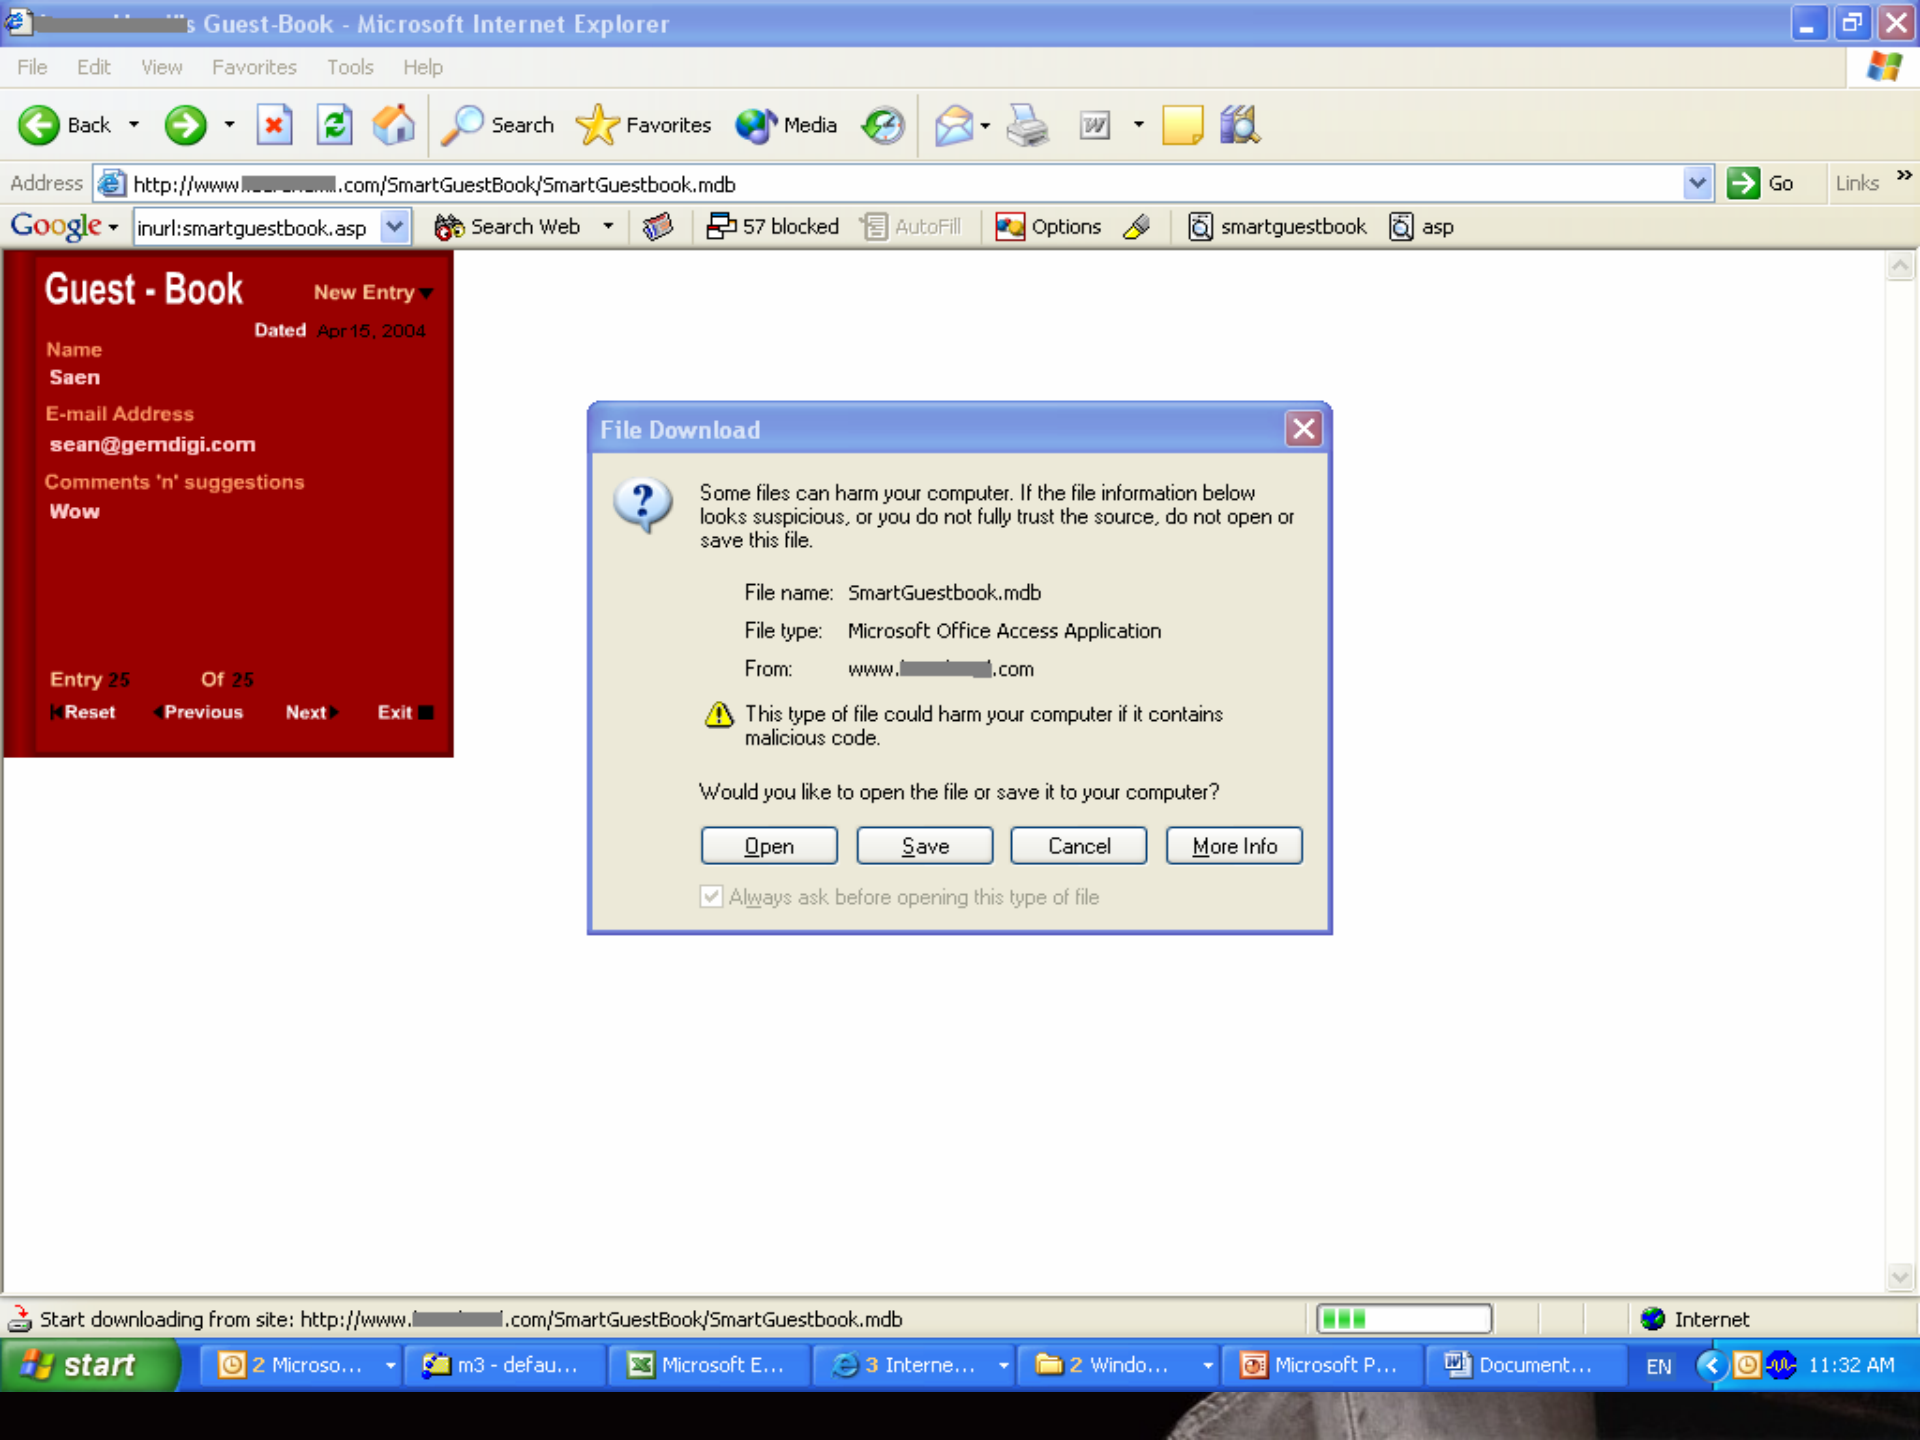 s Guest-Book - Microsoft Internet Explorer
File Edit View Favorites Tools Help
Back Search Favorites Media
Address http://www. .com/SmartGuestBook/SmartGuestbook.mdb Go Links »
Google inurl:smartguestbook.asp Search Web 57 blocked AutoFill Options smartguestbook asp
Guest - Book New Entry
Dated Apr 15, 2004
Name
Saen
E-mail Address
sean@gemdigi.com
Comments 'n' suggestions
Wow
Entry 25 Of 25
Reset Previous Next Exit
File Download
Some files can harm your computer. If the file information below
looks suspicious, or you do not fully trust the source, do not open or
save this file.
File name: SmartGuestbook.mdb
File type: Microsoft Office Access Application
From: www. .com
This type of file could harm your computer if it contains
malicious code.
Would you like to open the file or save it to your computer?
Open Save Cancel More Info
Always ask before opening this type of file
Start downloading from site: http://www. .com/SmartGuestBook/SmartGuestbook.mdb Internet
start 2 Microso... m3 - defau... Microsoft E... 3 Interne... 2 Windo... Microsoft P... Document... EN 11:32 AM